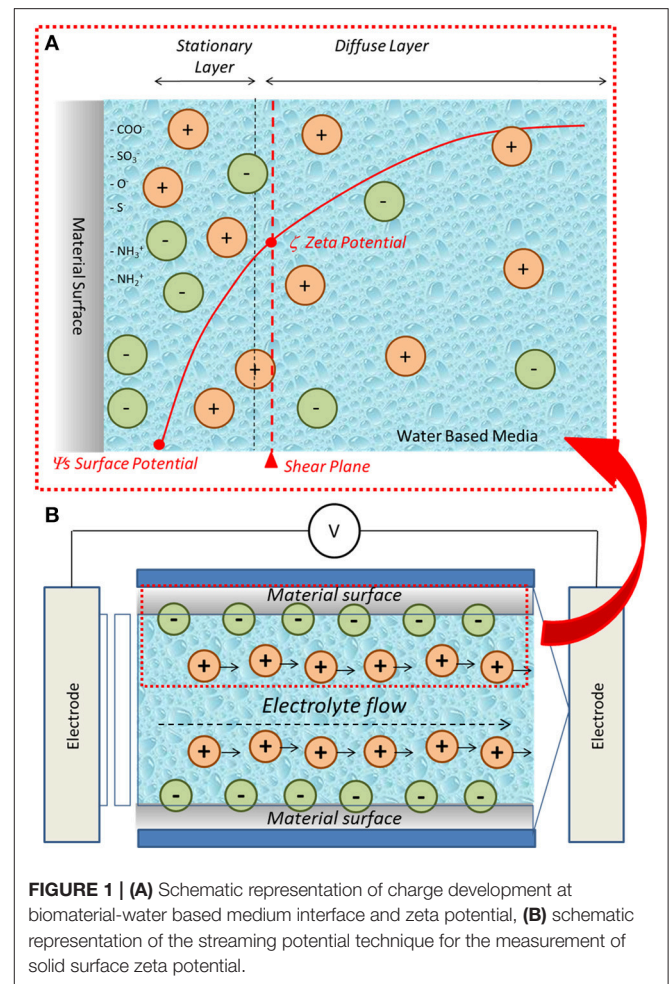 A
Stationary
Layer
Diffuse Layer
- COO⁻
- SO₃⁻
- O⁻
- S⁻
- NH₃⁺
- NH₂⁺
Material Surface
+
+
+
-
-
+
+
-
+
+
-
+
+
-
-
+
-
-
ζ Zeta Potential
Water Based Media
Ψs Surface Potential
Shear Plane
B
V
Electrode
Material surface
- - - - - -
+ + + + + +
Electrolyte flow
+ + + + + +
- - - - - -
Material surface
Electrode
FIGURE 1 | (A) Schematic representation of charge development at
biomaterial-water based medium interface and zeta potential, (B) schematic
representation of the streaming potential technique for the measurement of
solid surface zeta potential.